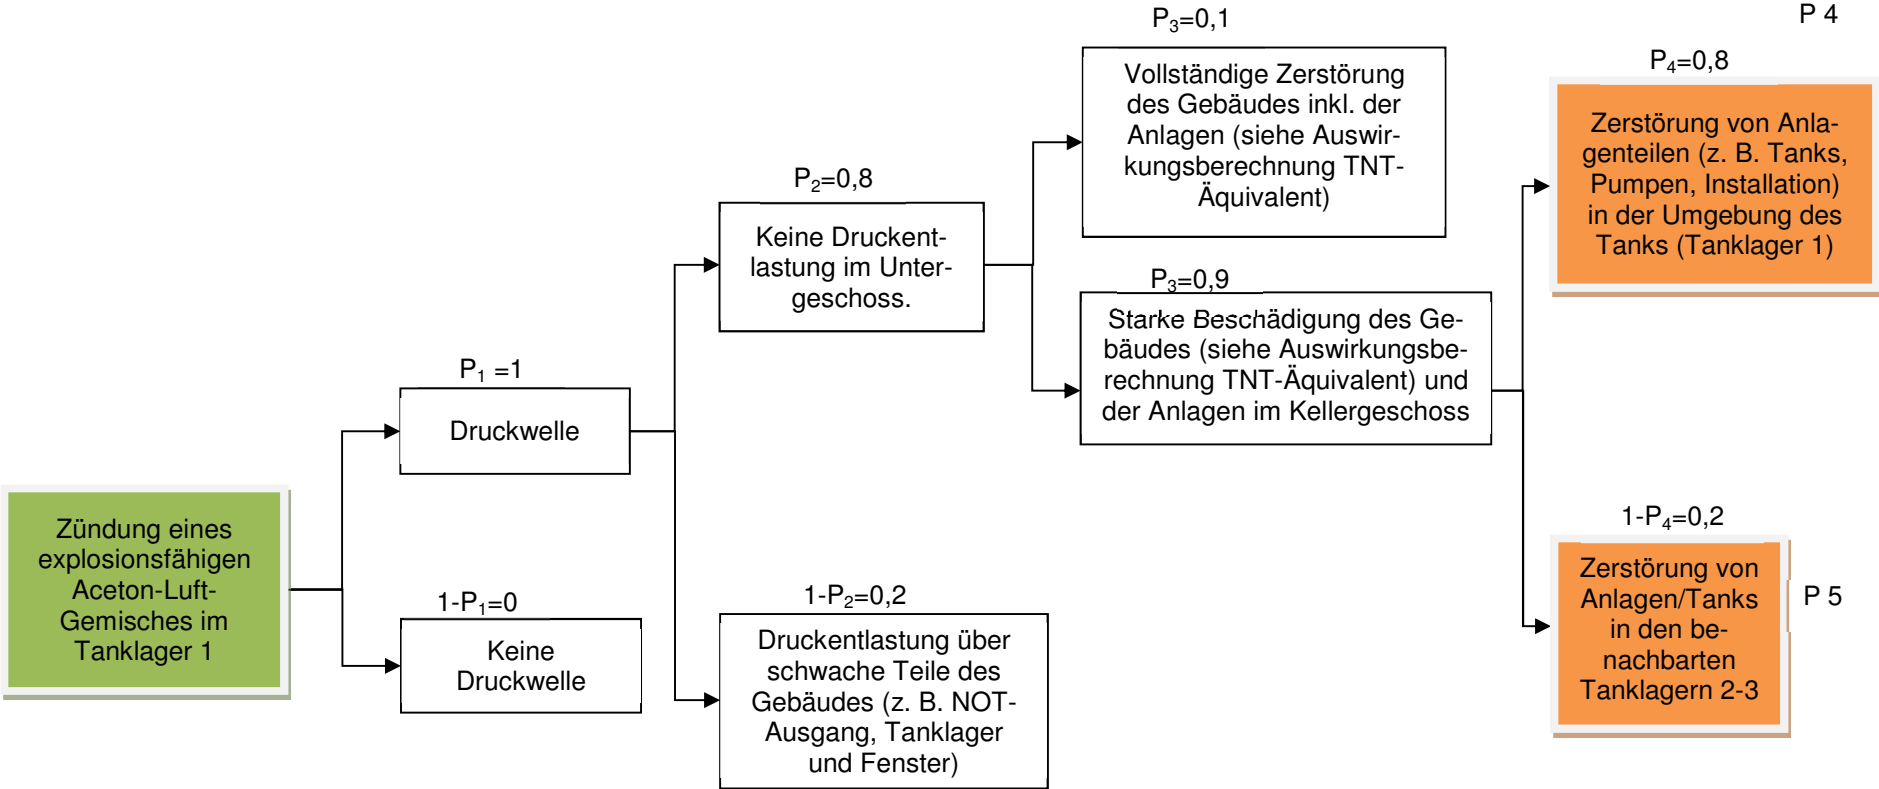 P₃=0,1
P 4
P₄=0,8
Vollständige Zerstörung
des Gebäudes inkl. der
Anlagen (siehe Auswir-
kungsberechnung TNT-
Äquivalent)
Zerstörung von Anla-
genteilen (z. B. Tanks,
Pumpen, Installation)
in der Umgebung des
Tanks (Tanklager 1)
P₂=0,8
Keine Druckent-
lastung im Unter-
geschoss.
P₃=0,9
Starke Beschädigung des Ge-
bäudes (siehe Auswirkungsbe-
rechnung TNT-Äquivalent) und
der Anlagen im Kellergeschoss
P₁ =1
Druckwelle
Zündung eines
explosionsfähigen
Aceton-Luft-
Gemisches im
Tanklager 1
1-P₁=0
Keine
Druckwelle
1-P₂=0,2
Druckentlastung über
schwache Teile des
Gebäudes (z. B. NOT-
Ausgang, Tanklager
und Fenster)
1-P₄=0,2
Zerstörung von
Anlagen/Tanks
in den be-
nachbarten
Tanklagern 2-3
P 5